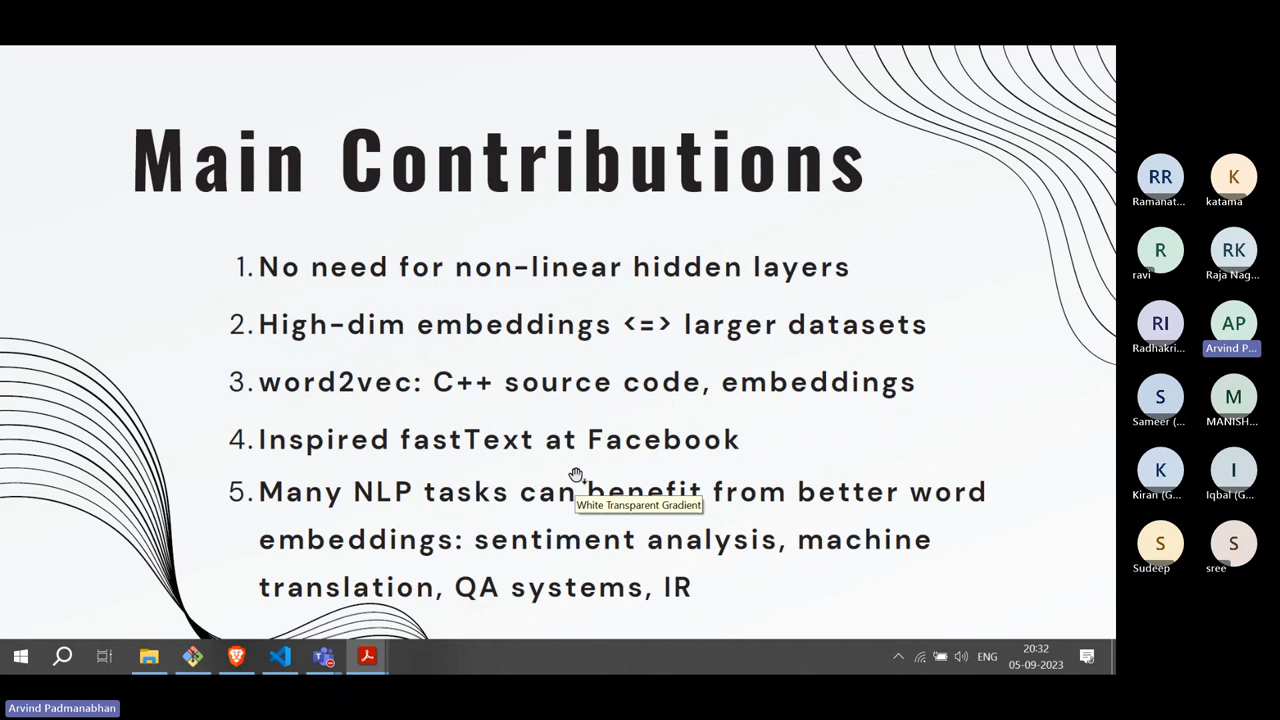 Main Contributions
1. No need for non-linear hidden layers
2. High-dim embeddings <=> larger datasets
3. word2vec: C++ source code, embeddings
4. Inspired fastText at Facebook
5. Many NLP tasks can benefit from better word
White Transparent Gradient
embeddings: sentiment analysis, machine
translation, QA systems, IR
RR
K
Ramanat...
katama
R
RK
ravi
Raja Nag...
RI
AP
Radhakri...
Arvind P...
S
M
Sameer (...
MANISH...
K
I
Kiran (G...
Iqbal (G...
S
S
Sudeep
sree
ENG
20:32
05-09-2023
Arvind Padmanabhan